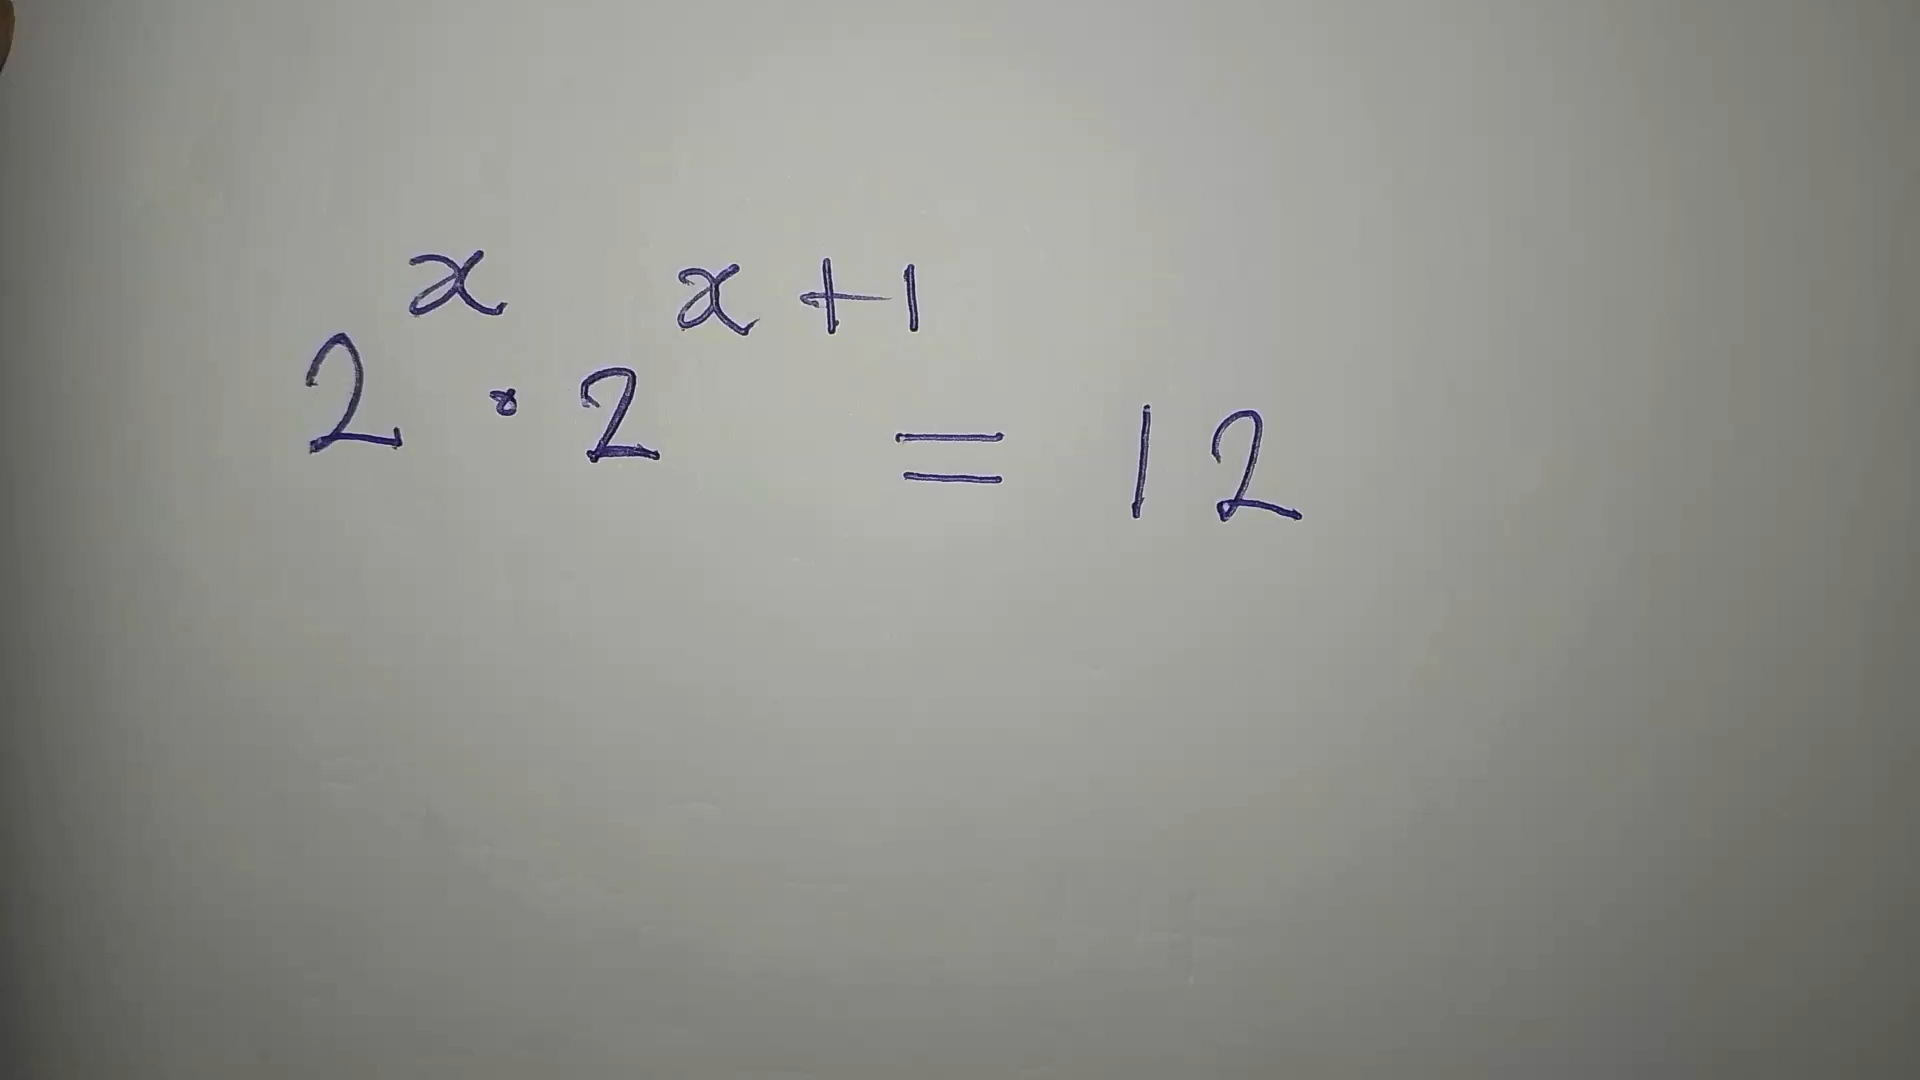 2^x · 2^{x+1} = 12